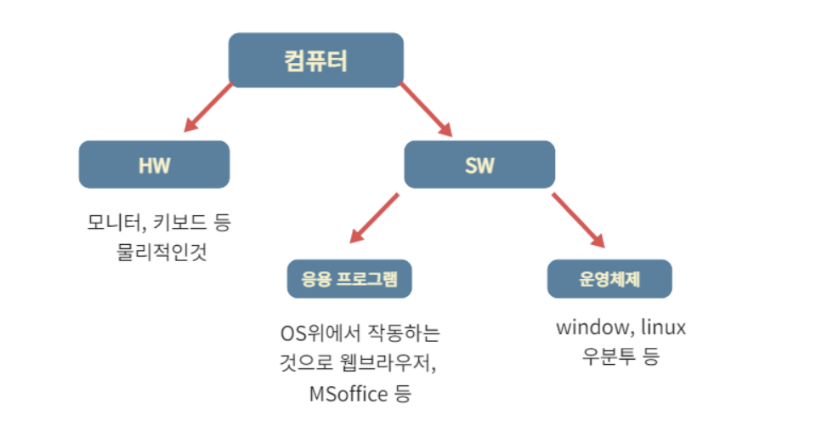 컴퓨터
HW
SW
모니터, 키보드 등
물리적인것
응용 프로그램
운영체제
OS위에서 작동하는
것으로 웹브라우저,
MSoffice 등
window, linux
우분투 등